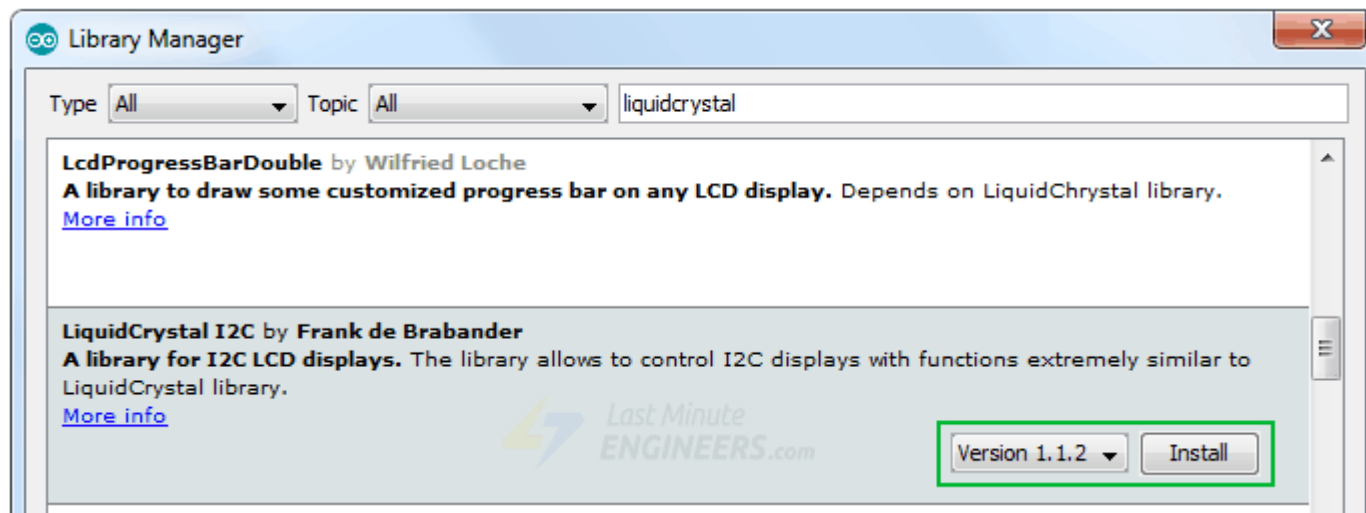 Library Manager
Type All Topic All liquidcrystal
LcdProgressBarDouble by Wilfried Loche
A library to draw some customized progress bar on any LCD display. Depends on LiquidChrystal library.
More info
LiquidCrystal I2C by Frank de Brabander
A library for I2C LCD displays. The library allows to control I2C displays with functions extremely similar to
LiquidCrystal library.
More info
Last Minute
ENGINEERS.com
Version 1.1.2 Install